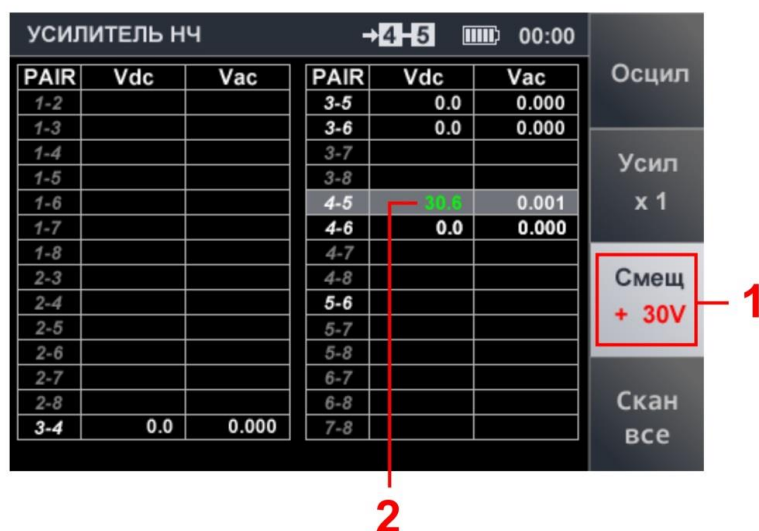 УСИЛИТЕЛЬ НЧ →4-5 00:00
PAIR Vdc Vac
1-2
1-3
1-4
1-5
1-6
1-7
1-8
2-3
2-4
2-5
2-6
2-7
2-8
3-4 0.0 0.000
PAIR Vdc Vac
3-5 0.0 0.000
3-6 0.0 0.000
3-7
3-8
4-5 30.6 0.001
4-6 0.0 0.000
4-7
4-8
5-6
5-7
5-8
6-7
6-8
7-8
Осцил
Усил
x 1
Смещ
+ 30V
Скан
все
1
2